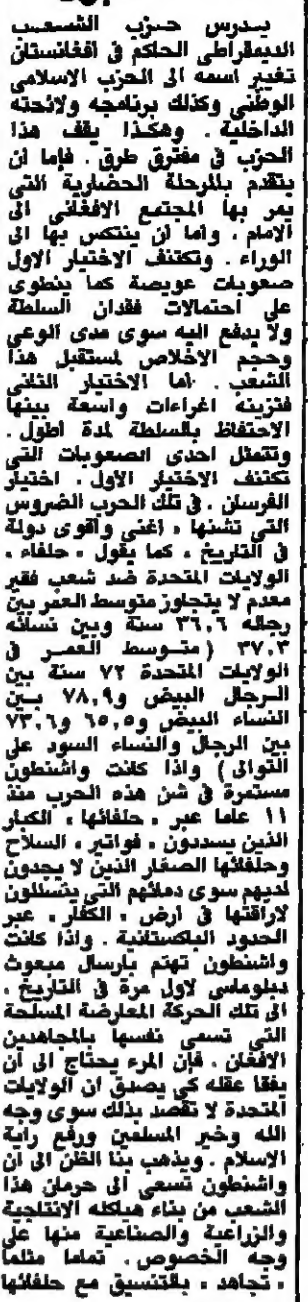 يدرس حزب الشعب
الديمقراطي الحاكم في افغانستان
تغيير اسمه الى الحزب الاسلامي
الوطني وكذلك برنامجه ولائحته
الداخلية . وهكذا يقف هذا
الحزب في مفترق طرق . فإما ان
يتقدم بالمرحلة الحضارية التي
يمر بها المجتمع الافغاني الى
الامام ، واما ان ينتكس بها الى
الوراء . وتكتنف الاختيار الاول
صعوبات عويصة كما ينطوي
على احتمالات فقدان السلطة
ولا يدفع اليه سوى مدى الوعي
وحجم الاخلاص لمستقبل هذا
الشعب . اما الاختيار الثاني
فتزينه اغراءات واسعة بينها
الاحتفاظ بالسلطة لمدة اطول .
وتتمثل احدى الصعوبات التي
تكتنف الاختيار الأول ، اختيار
الفرسان . في تلك الحرب الضروس
التي تشنها « أغنى وأقوى دولة
في التاريخ ، كما يقول « حلفاء »
الولايات المتحدة ضد شعب فقير
معدم لا يتجاوز متوسط العمر بين
رجاله ٣٦,٦ سنة وبين نسائه
٣٧,٣ ( متوسط العمر في
الولايات المتحدة ٧٢ سنة بين
الرجال البيض و٧٨,٩ بين
النساء البيض و٦٥,٥ و٧٣,٦
بين الرجال والنساء السود على
التوالي ) واذا كانت واشنطون
مستمرة في شن هذه الحرب منذ
١١ عاما عبر « حلفائها » الكبار
الذين يسددون « فواتير » السلاح
وحلفائها الصغار الذين لا يجدون
لديهم سوى دمائهم التي يتسللون
لاراقتها في ارض « الكفار » عبر
الحدود الباكستانية . واذا كانت
واشنطون تهتم بارسال مبعوث
دبلوماسي لاول مرة في التاريخ ،
الى تلك الحركة المعارضة المسلحة
التي تسمي نفسها بالمجاهدين
الافغان . فإن المرء يحتاج الى ان
يفقا عقله كي يصدق ان الولايات
المتحدة لا تقصد بذلك سوى وجه
الله وخير المسلمين ورفع راية
الاسلام . ويذهب بنا الظن الى ان
واشنطون تسعى الى حرمان هذا
الشعب من بناء هياكله الانتاجية
والزراعية والصناعية منها على
وجه الخصوص . تماما مثلما
« تجاهد » بالتنسيق مع حلفائها